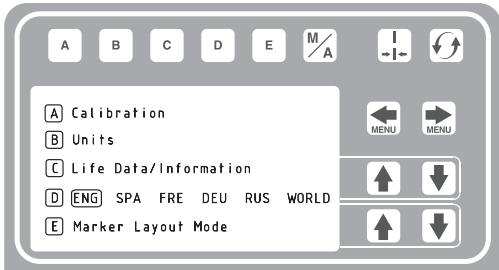 A B C D E M/A
A Calibration
B Units
MENU MENU
C Life Data/Information
D ENG SPA FRE DEU RUS WORLD
E Marker Layout Mode